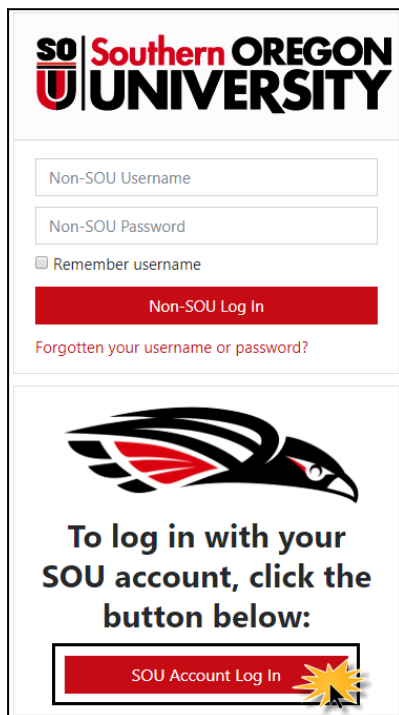 SO Southern OREGON
U UNIVERSITY
Non-SOU Username
Non-SOU Password
Remember username
Non-SOU Log In
Forgotten your username or password?
To log in with your
SOU account, click the
button below:
SOU Account Log In